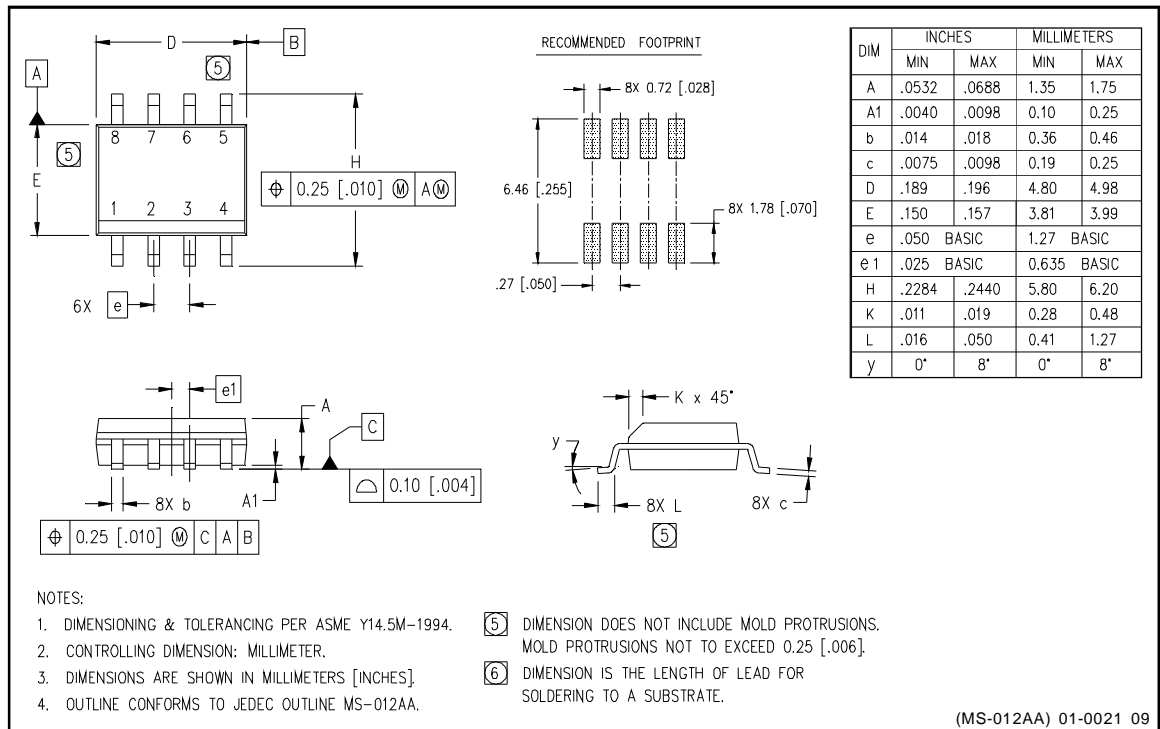 D
B
5
A
8 7 6 5
5
E
H
⌖ 0.25 [.010] Ⓜ AⓂ
1 2 3 4
6X e
RECOMMENDED FOOTPRINT
8X 0.72 [.028]
6.46 [.255]
8X 1.78 [.070]
.27 [.050]
DIM INCHES MILLIMETERS
MIN MAX MIN MAX
A .0532 .0688 1.35 1.75
A1 .0040 .0098 0.10 0.25
b .014 .018 0.36 0.46
c .0075 .0098 0.19 0.25
D .189 .196 4.80 4.98
E .150 .157 3.81 3.99
e .050 BASIC 1.27 BASIC
e 1 .025 BASIC 0.635 BASIC
H .2284 .2440 5.80 6.20
K .011 .019 0.28 0.48
L .016 .050 0.41 1.27
y 0° 8° 0° 8°
e1
A
C
⌓ 0.10 [.004]
8X b
A1
⌖ 0.25 [.010] Ⓜ C A B
K x 45°
y
8X L
8X c
5
NOTES:
1. DIMENSIONING & TOLERANCING PER ASME Y14.5M-1994.
2. CONTROLLING DIMENSION: MILLIMETER.
3. DIMENSIONS ARE SHOWN IN MILLIMETERS [INCHES].
4. OUTLINE CONFORMS TO JEDEC OUTLINE MS-012AA.
5 DIMENSION DOES NOT INCLUDE MOLD PROTRUSIONS.
MOLD PROTRUSIONS NOT TO EXCEED 0.25 [.006].
6 DIMENSION IS THE LENGTH OF LEAD FOR
SOLDERING TO A SUBSTRATE.
(MS-012AA) 01-0021 09